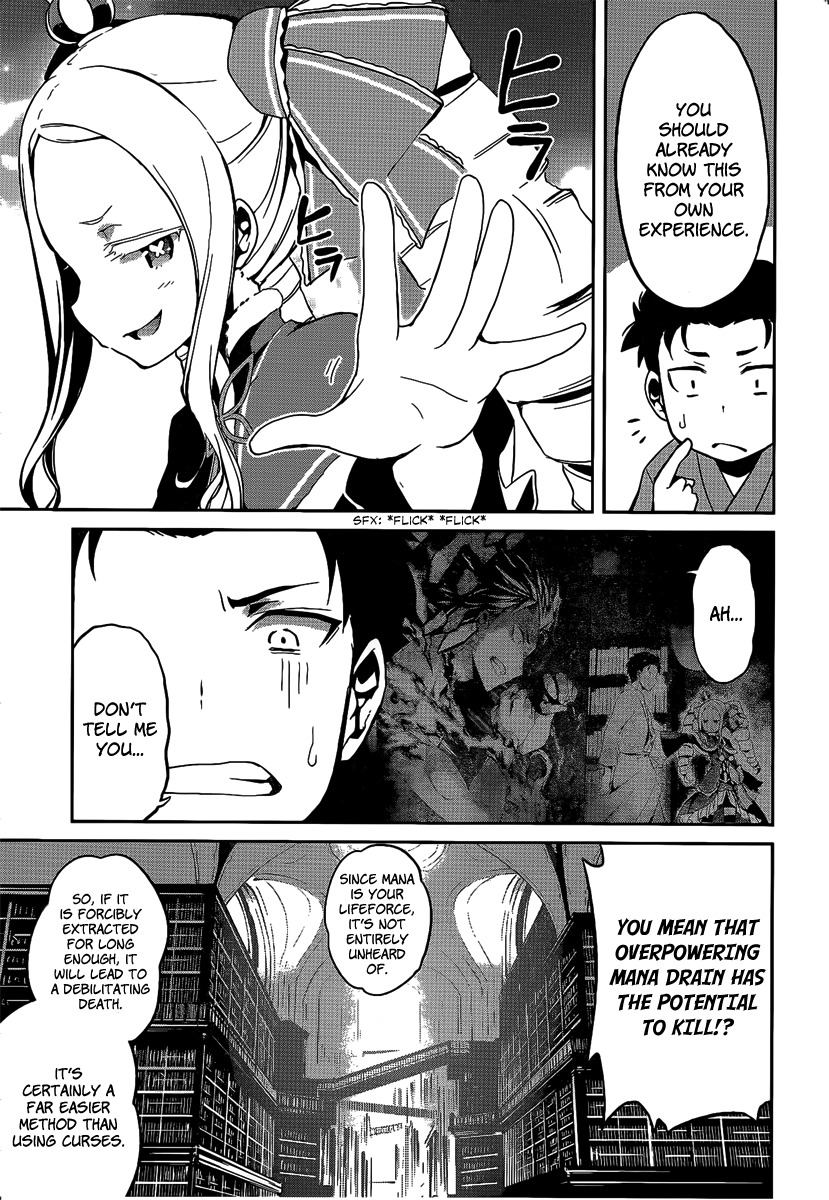 YOU
SHOULD
ALREADY
KNOW THIS
FROM YOUR
OWN
EXPERIENCE.
ヒラ
ヒラ
SFX: *FLICK* *FLICK*
AH...
DON'T
TELL ME
YOU...
YOU MEAN THAT
OVERPOWERING
MANA DRAIN HAS
THE POTENTIAL
TO KILL!?
SINCE MANA
IS YOUR
LIFEFORCE,
IT'S NOT
ENTIRELY
UNHEARD
OF.
SO, IF IT
IS FORCIBLY
EXTRACTED
FOR LONG
ENOUGH, IT
WILL LEAD TO
A DEBILITATING
DEATH.
IT'S
CERTAINLY A
FAR EASIER
METHOD THAN
USING CURSES.